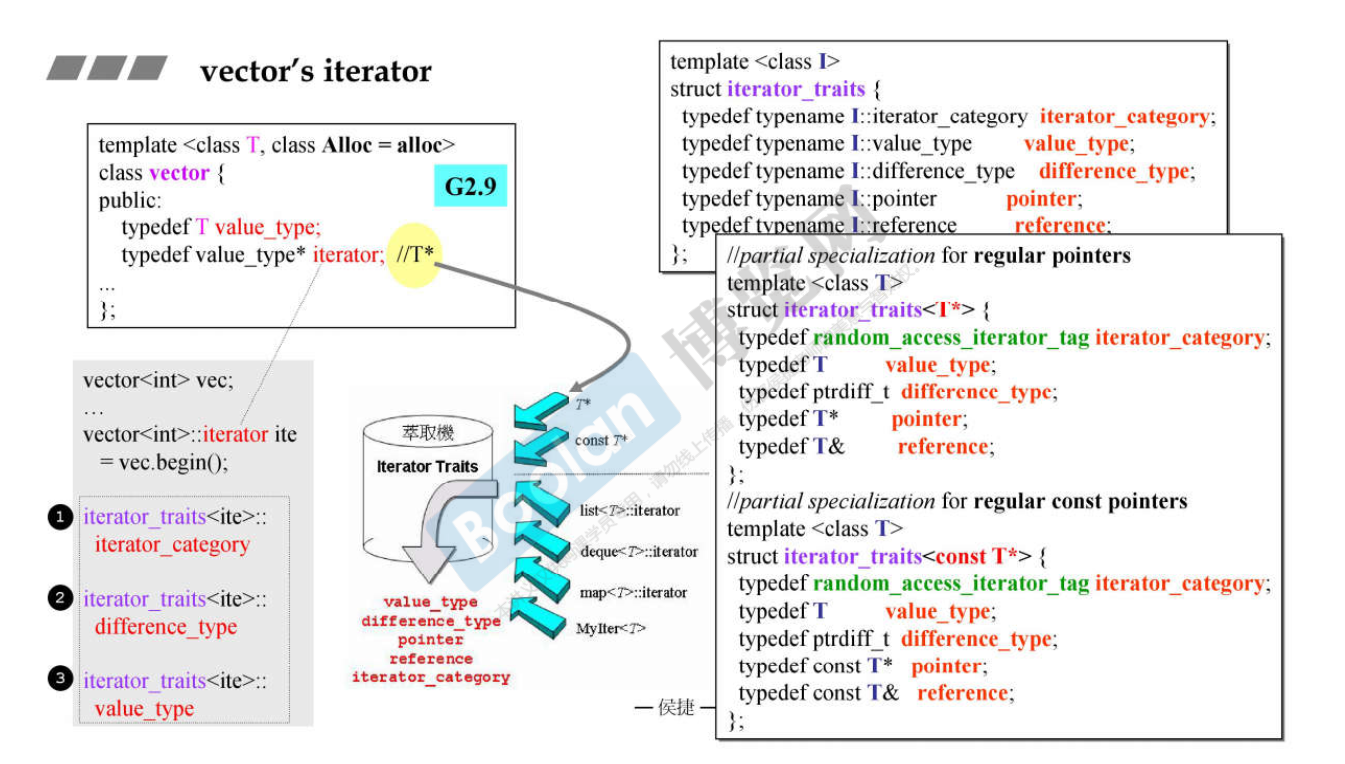 vector's iterator
template <class T, class Alloc = alloc>
class vector {
public:
typedef T value_type;
typedef value_type* iterator; //T*
...
};
G2.9
vector<int> vec;
…
vector<int>::iterator ite
= vec.begin();
1 iterator_traits<ite>::
iterator_category
2 iterator_traits<ite>::
difference_type
3 iterator_traits<ite>::
value_type
萃取機
Iterator Traits
value_type
difference_type
pointer
reference
iterator_category
T*
const T*
list<T>::iterator
deque<T>::iterator
map<T>::iterator
MyIter<T>
template <class I>
struct iterator_traits {
typedef typename I::iterator_category iterator_category;
typedef typename I::value_type value_type;
typedef typename I::difference_type difference_type;
typedef typename I::pointer pointer;
typedef typename I::reference reference;
};
//partial specialization for regular pointers
template <class T>
struct iterator_traits<T*> {
typedef random_access_iterator_tag iterator_category;
typedef T value_type;
typedef ptrdiff_t difference_type;
typedef T* pointer;
typedef T& reference;
};
//partial specialization for regular const pointers
template <class T>
struct iterator_traits<const T*> {
typedef random_access_iterator_tag iterator_category;
typedef T value_type;
typedef ptrdiff_t difference_type;
typedef const T* pointer;
typedef const T& reference;
};
— 侯捷 —
Boolan
博览网